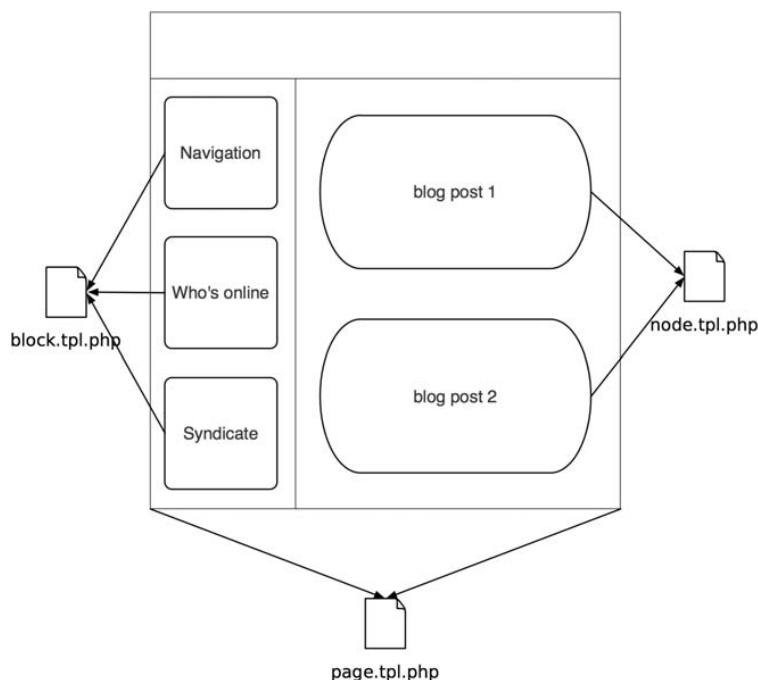 Navigation
blog post 1
Who's online
block.tpl.php
node.tpl.php
Syndicate
blog post 2
page.tpl.php